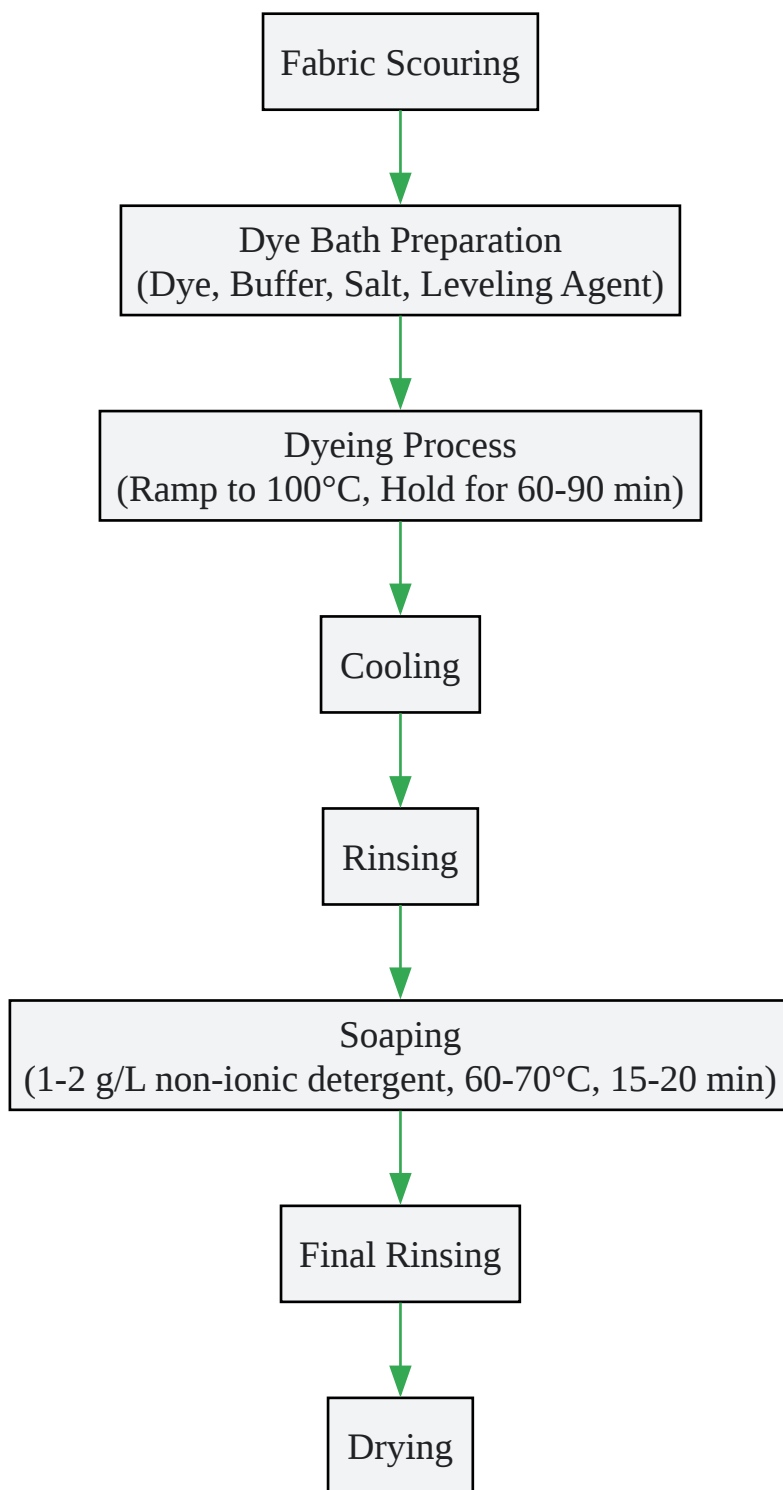 Fabric Scouring
Dye Bath Preparation
(Dye, Buffer, Salt, Leveling Agent)
Dyeing Process
(Ramp to 100°C, Hold for 60-90 min)
Cooling
Rinsing
Soaping
(1-2 g/L non-ionic detergent, 60-70°C, 15-20 min)
Final Rinsing
Drying